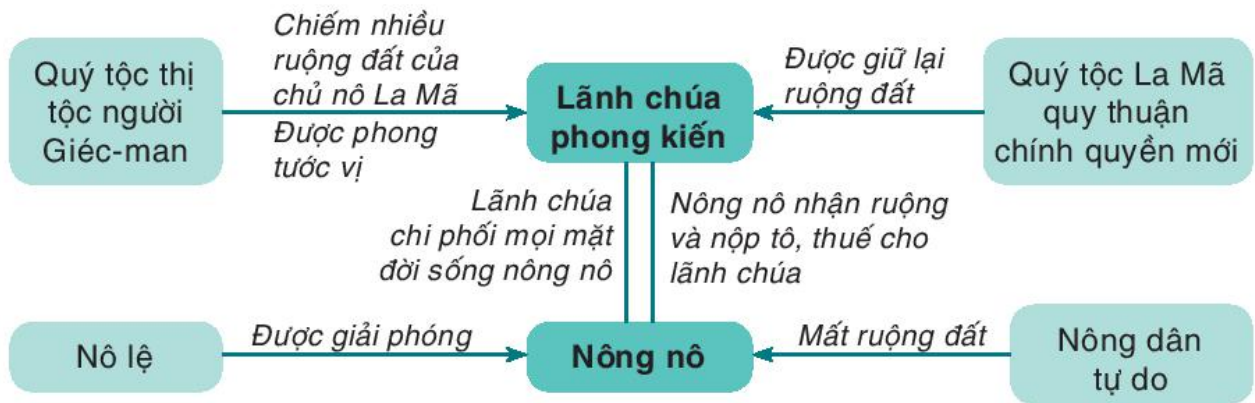 Quý tộc thị
tộc người
Giéc-man
Chiếm nhiều
ruộng đất của
chủ nô La Mã
Được phong
tước vị
Lãnh chúa
phong kiến
Được giữ lại
ruộng đất
Quý tộc La Mã
quy thuận
chính quyền mới
Lãnh chúa
chi phối mọi mặt
đời sống nông nô
Nông nô nhận ruộng
và nộp tô, thuế cho
lãnh chúa
Nô lệ
Được giải phóng
Nông nô
Mất ruộng đất
Nông dân
tự do